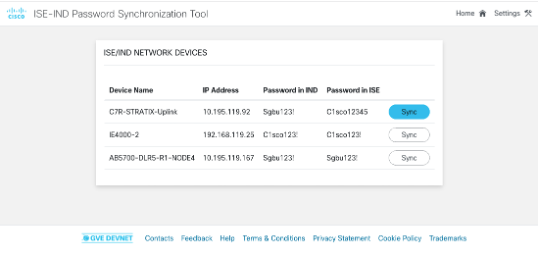 CISCO ISE-IND Password Synchronization Tool Home Settings
ISE/IND NETWORK DEVICES
Device Name IP Address Password in IND Password in ISE
C7R-STRATIX-Uplink 10.195.119.92 Sgbu123! C1sco12345 Sync
IE4000-2 192.168.119.25 C1sco123! C1sco123! Sync
AB5700-DLR5-R1-NODE4 10.195.119.167 Sgbu123! Sgbu123! Sync
GVE DEVNET Contacts Feedback Help Terms & Conditions Privacy Statement Cookie Policy Trademarks